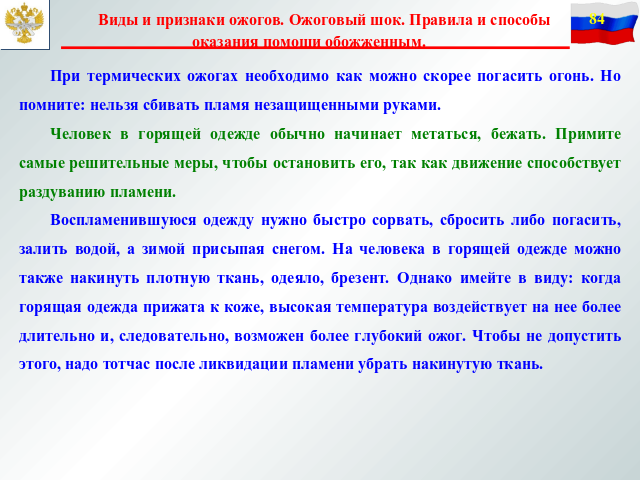 Виды и признаки ожогов. Ожоговый шок. Правила и способы
оказания помощи обожженным.
84
При термических ожогах необходимо как можно скорее погасить огонь. Но
помните: нельзя сбивать пламя незащищенными руками.
Человек в горящей одежде обычно начинает метаться, бежать. Примите
самые решительные меры, чтобы остановить его, так как движение способствует
раздуванию пламени.
Воспламенившуюся одежду нужно быстро сорвать, сбросить либо погасить,
залить водой, а зимой присыпая снегом. На человека в горящей одежде можно
также накинуть плотную ткань, одеяло, брезент. Однако имейте в виду: когда
горящая одежда прижата к коже, высокая температура воздействует на нее более
длительно и, следовательно, возможен более глубокий ожог. Чтобы не допустить
этого, надо тотчас после ликвидации пламени убрать накинутую ткань.